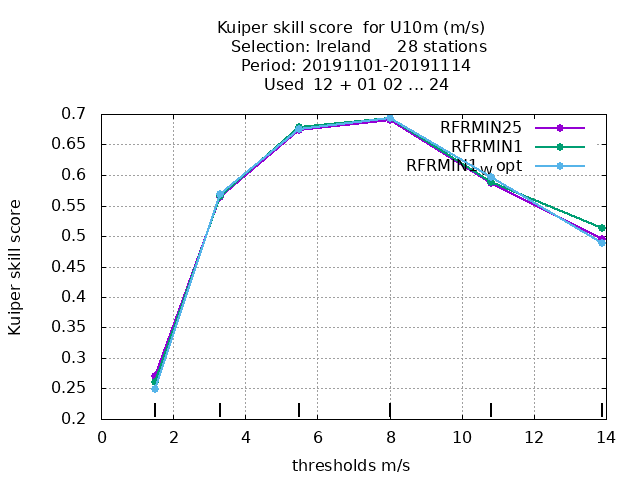 Kuiper skill score  for U10m (m/s)
Selection: Ireland     28 stations
Period: 20191101-20191114
Used  12 + 01 02 ... 24
Kuiper skill score
0.7
0.65
0.6
0.55
0.5
0.45
0.4
0.35
0.3
0.25
0.2
RFRMIN25
RFRMIN1
RFRMIN1w opt
0 2 4 6 8 10 12 14
thresholds m/s